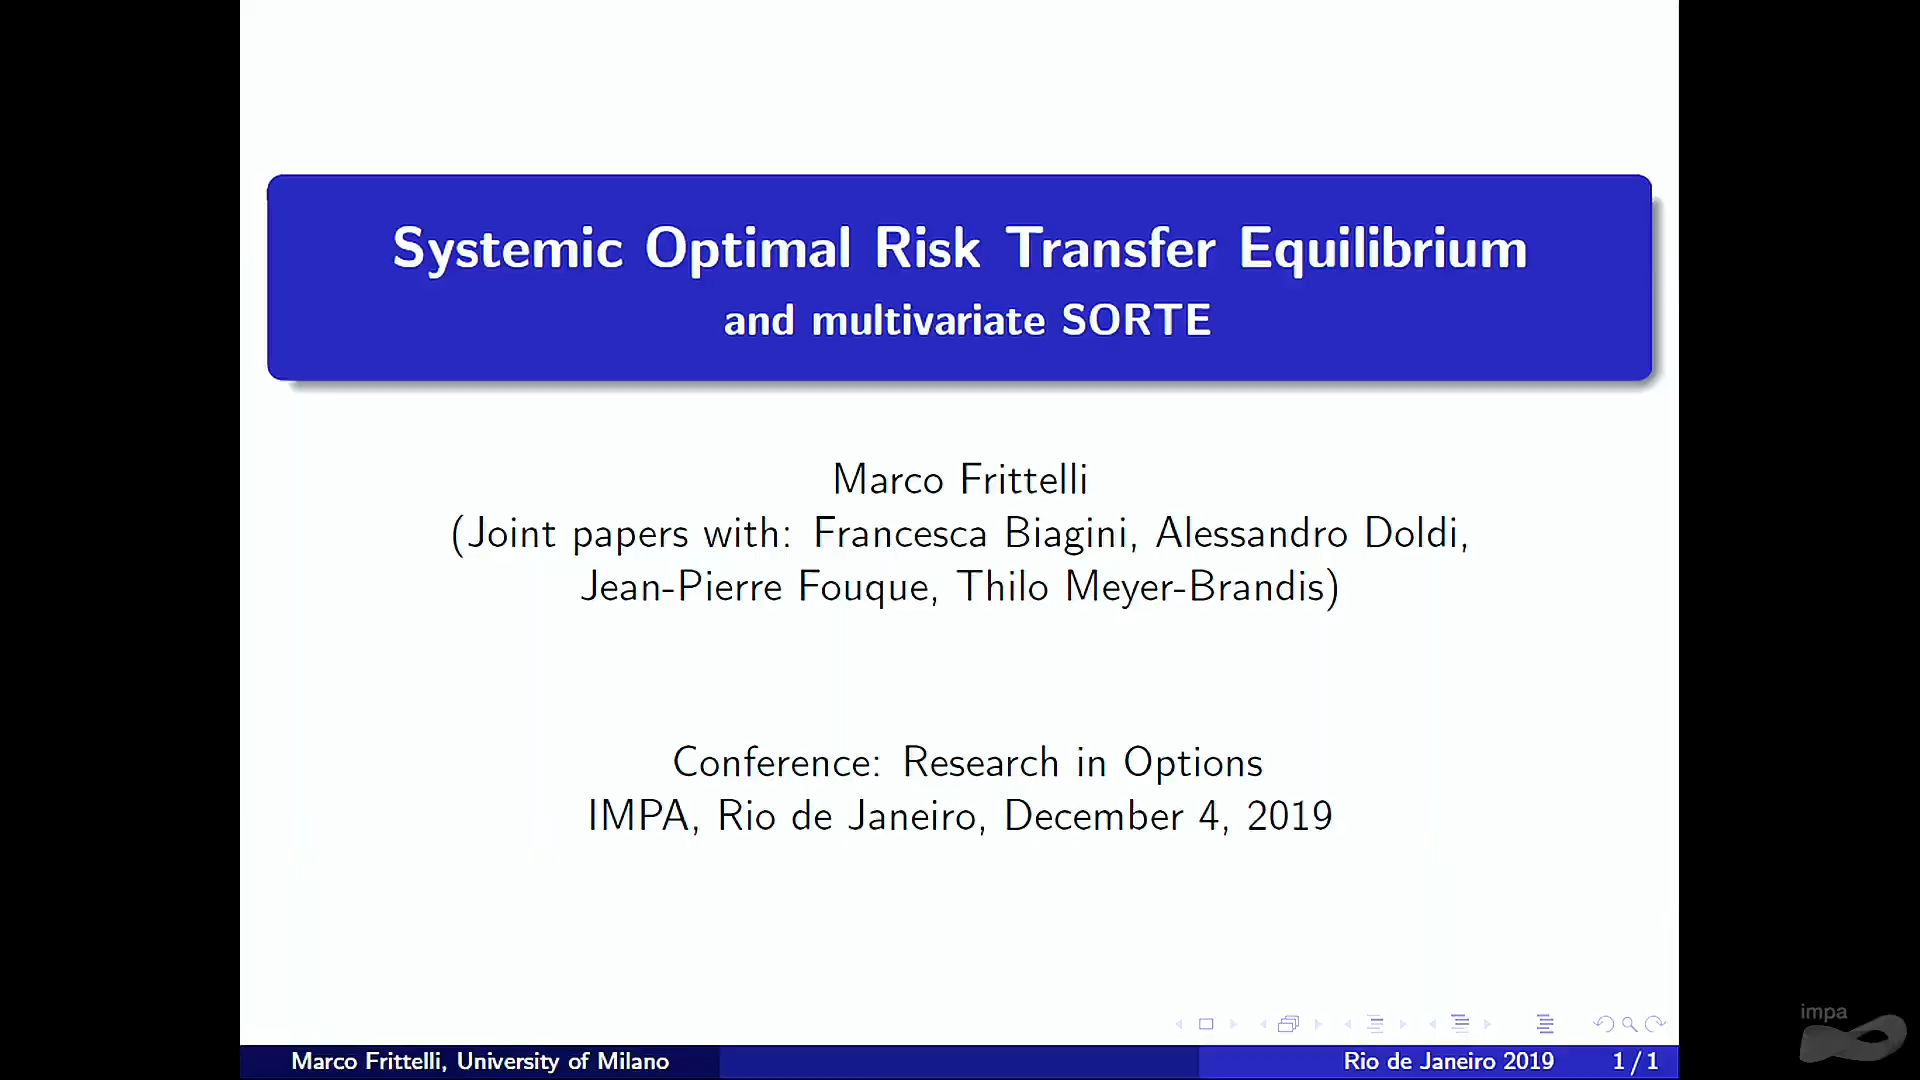 Systemic Optimal Risk Transfer Equilibrium
and multivariate SORTE
Marco Frittelli
(Joint papers with: Francesca Biagini, Alessandro Doldi,
Jean-Pierre Fouque, Thilo Meyer-Brandis)
Conference: Research in Options
IMPA, Rio de Janeiro, December 4, 2019
impa
Marco Frittelli, University of Milano
Rio de Janeiro 2019
1 / 1